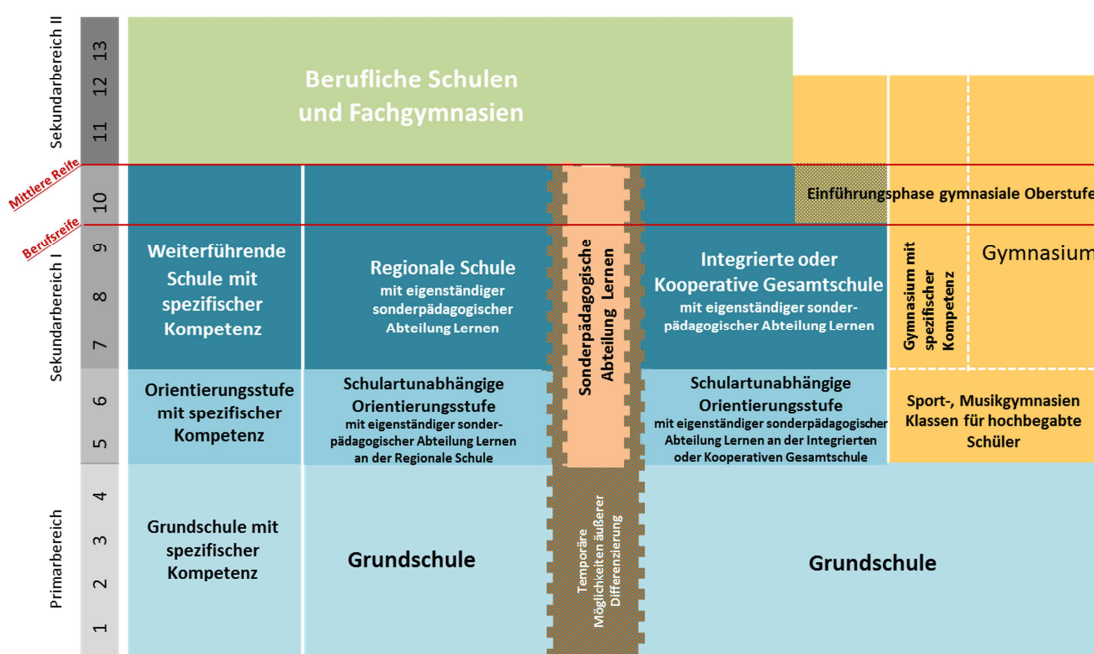 Sekundarbereich II
13
12
11
Berufliche Schulen
und Fachgymnasien
Mittlere Reife
10
Einführungsphase gymnasiale Oberstufe
Berufsreife
Sekundarbereich I
9
8
7
6
5
Weiterführende
Schule mit
spezifischer
Kompetenz
Regionale Schule
mit eigenständiger
sonderpädagogischer
Abteilung Lernen
Sonderpädagogische
Abteilung Lernen
Integrierte oder
Kooperative Gesamtschule
mit eigenständiger sonder-
pädagogischer Abteilung Lernen
Gymnasium mit
spezifischer
Kompetenz
Gymnasium
Orientierungsstufe
mit spezifischer
Kompetenz
Schulartunabhängige
Orientierungsstufe
mit eigenständiger sonder-
pädagogischer Abteilung Lernen
an der Regionale Schule
Schulartunabhängige
Orientierungsstufe
mit eigenständiger sonderpädagogischer
Abteilung Lernen an der Integrierten
oder Kooperativen Gesamtschule
Sport-, Musikgymnasien
Klassen für hochbegabte
Schüler
Primarbereich
4
3
2
1
Grundschule mit
spezifischer
Kompetenz
Grundschule
Temporäre
Möglichkeiten äußerer
Differenzierung
Grundschule